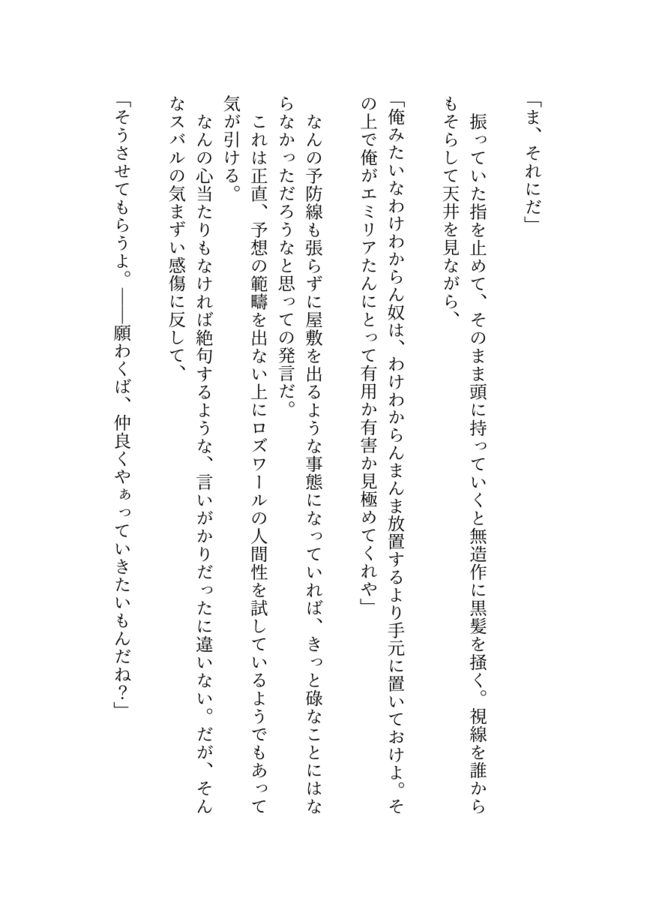 「ま、それにだ」
　振っていた指を止めて、そのまま頭に持っていくと無造作に黒髪を掻く。視線を誰から
もそらして天井を見ながら、
「俺みたいなわけわからん奴は、わけわからんまんま放置するより手元に置いておけよ。そ
の上で俺がエミリアたんにとって有用か有害か見極めてくれや」
　なんの予防線も張らずに屋敷を出るような事態になっていれば、きっと碌なことにはな
らなかっただろうなと思っての発言だ。
　これは正直、予想の範疇を出ない上にロズワールの人間性を試しているようでもあって
気が引ける。
　なんの心当たりもなければ絶句するような、言いがかりだったに違いない。だが、そん
なスバルの気まずい感傷に反して、
「そうさせてもらうよ。――願わくば、仲良くやぁっていきたいもんだね？」